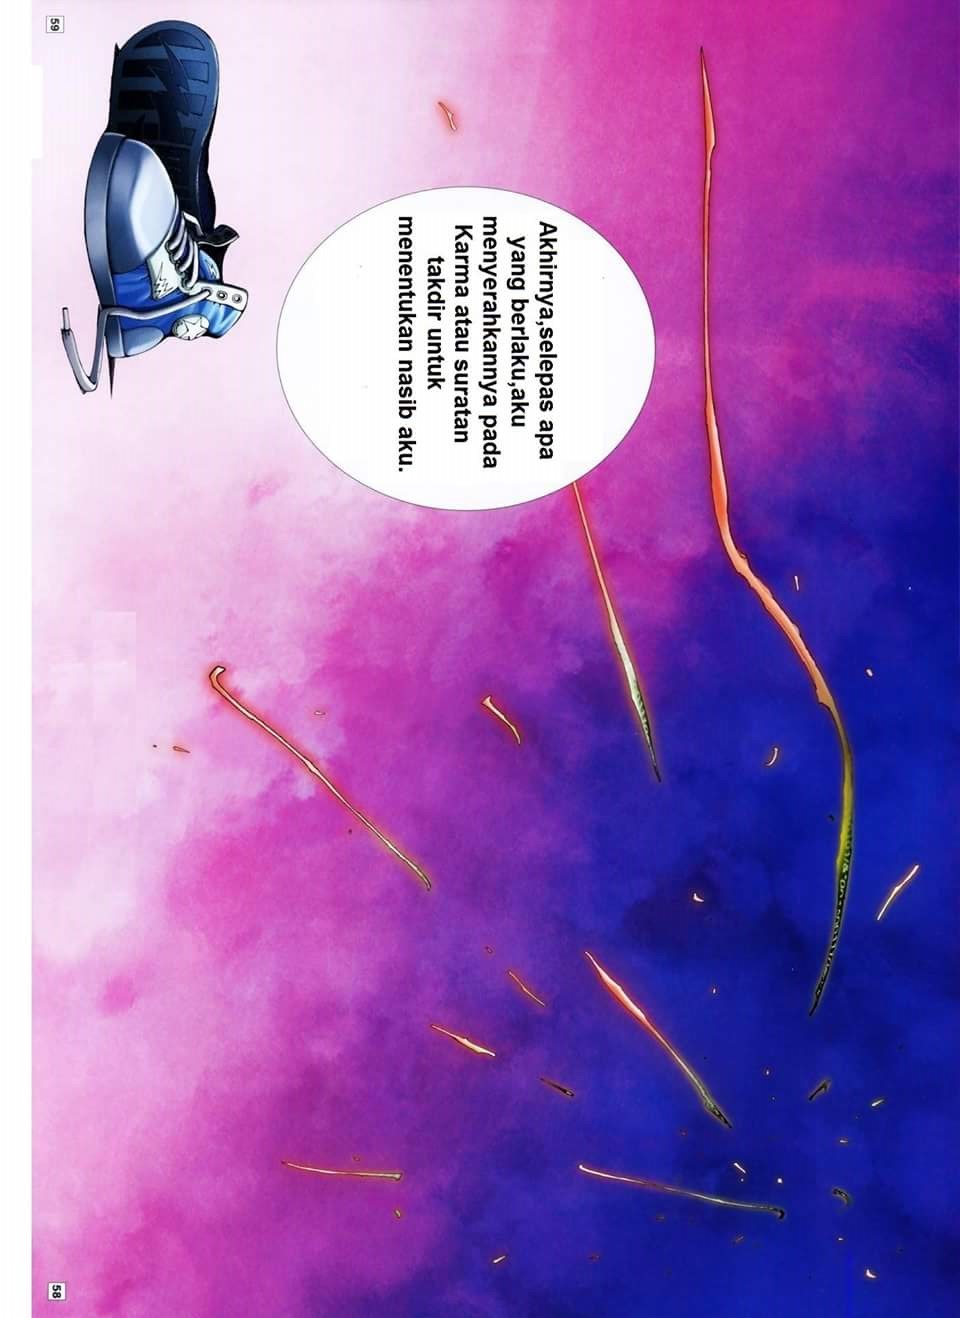 Akhirnya,selepas apa
yang berlaku,aku
menyerahkannya pada
Karma atau suratan
takdir untuk
menentukan nasib aku.
59
58